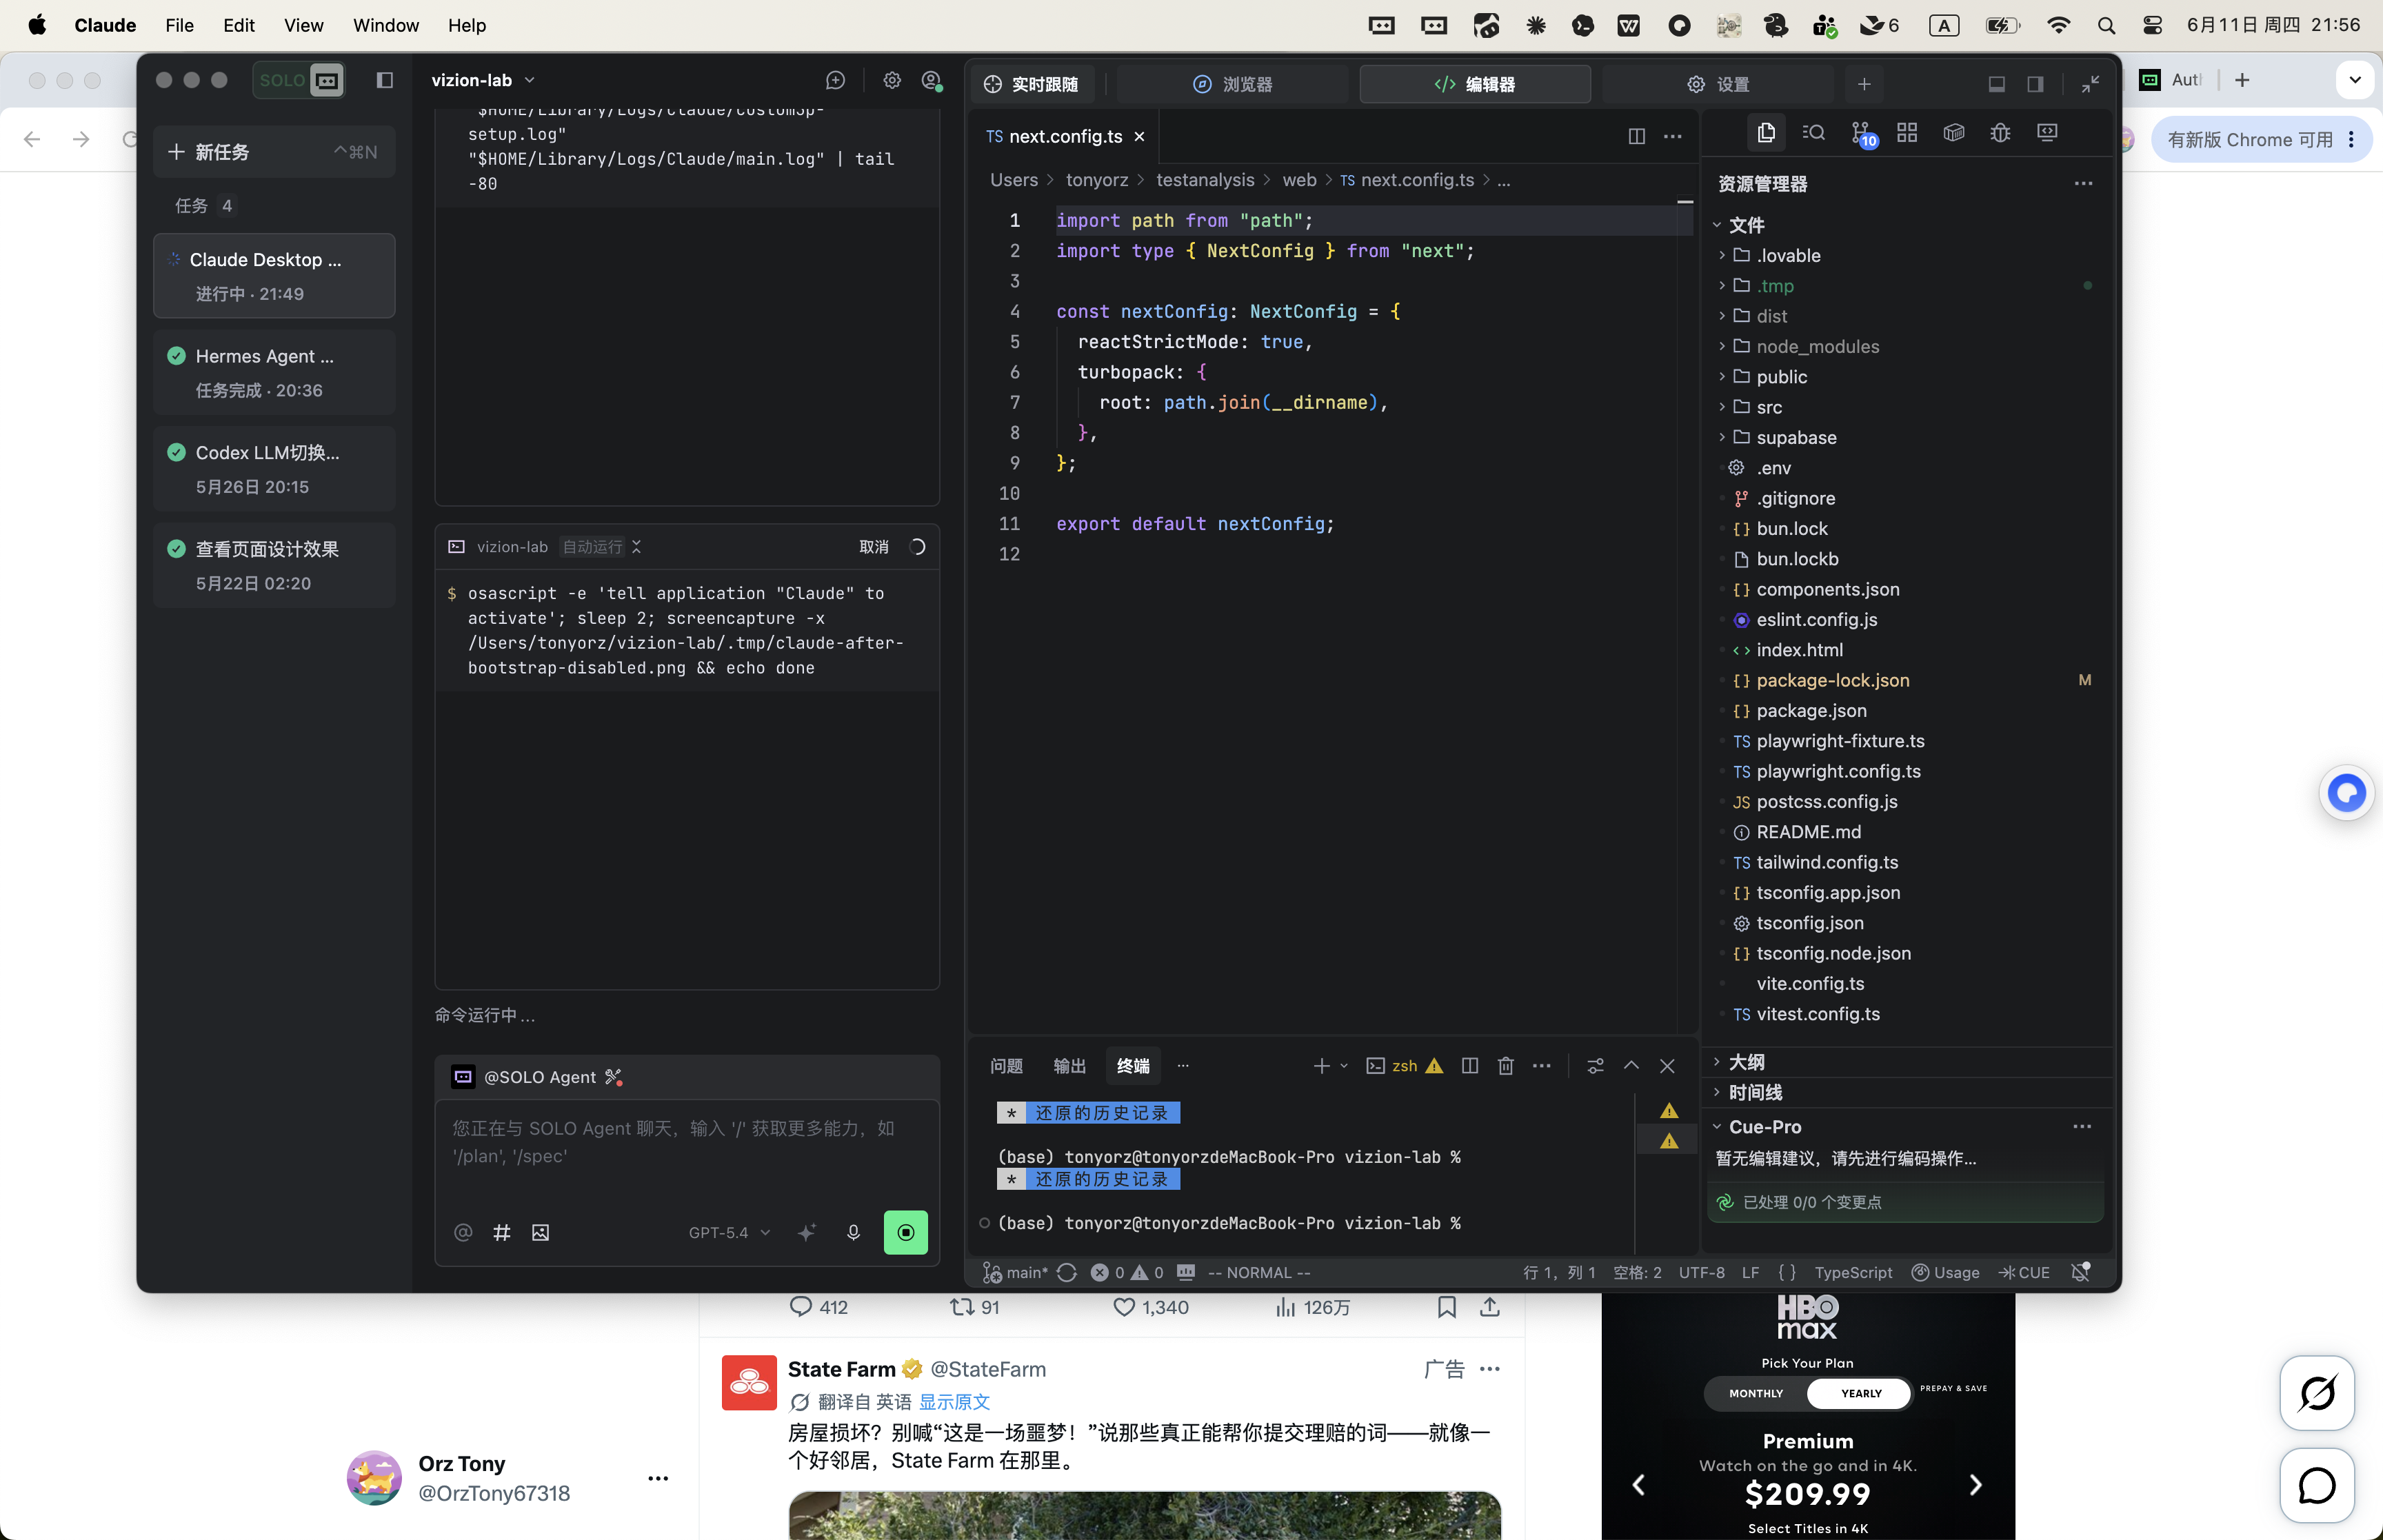 Claude File Edit View Window Help
6 A 6月11日 周四 21:56
SOLO
vizion-lab
实时跟随
浏览器
编辑器
设置
有新版 Chrome 可用
新任务 ^⌘N
任务 4
Claude Desktop ...
进行中 · 21:49
Hermes Agent ...
任务完成 · 20:36
Codex LLM切换...
5月26日 20:15
查看页面设计效果
5月22日 02:20
"$HOME/Library/Logs/Claude/custom3p-
setup.log"
"$HOME/Library/Logs/Claude/main.log" | tail
-80
vizion-lab 自动运行 取消
$ osascript -e 'tell application "Claude" to
activate'; sleep 2; screencapture -x
/Users/tonyorz/vizion-lab/.tmp/claude-after-
bootstrap-disabled.png && echo done
命令运行中 ...
@SOLO Agent
您正在与 SOLO Agent 聊天，输入 '/' 获取更多能力，如
'/plan', '/spec'
@ # GPT-5.4
TS next.config.ts
Users > tonyorz > testanalysis > web > TS next.config.ts > ...
1 import path from "path";
2 import type { NextConfig } from "next";
3
4 const nextConfig: NextConfig = {
5 reactStrictMode: true,
6 turbopack: {
7 root: path.join(__dirname),
8 },
9 };
10
11 export default nextConfig;
12
问题 输出 终端 ... zsh
* 还原的历史记录
(base) tonyorz@tonyorzdeMacBook-Pro vizion-lab %
* 还原的历史记录
(base) tonyorz@tonyorzdeMacBook-Pro vizion-lab %
main* 0 0 -- NORMAL -- 行 1，列 1 空格: 2 UTF-8 LF { } TypeScript Usage CUE
10
资源管理器
文件
.lovable
.tmp
dist
node_modules
public
src
supabase
.env
.gitignore
{} bun.lock
bun.lockb
{} components.json
eslint.config.js
<> index.html
{} package-lock.json M
{} package.json
TS playwright-fixture.ts
TS playwright.config.ts
JS postcss.config.js
README.md
TS tailwind.config.ts
{} tsconfig.app.json
tsconfig.json
{} tsconfig.node.json
vite.config.ts
TS vitest.config.ts
大纲
时间线
Cue-Pro
暂无编辑建议，请先进行编码操作...
已处理 0/0 个变更点
412 91 1,340 126万
State Farm @StateFarm 广告
翻译自 英语 显示原文
房屋损坏？别喊“这是一场噩梦！”说那些真正能帮你提交理赔的词——就像一
个好邻居，State Farm 在那里。
Orz Tony
@OrzTony67318
HBO
max
Pick Your Plan
MONTHLY YEARLY PREPAY & SAVE
Premium
Watch on the go and in 4K.
$209.99
Select Titles in 4K